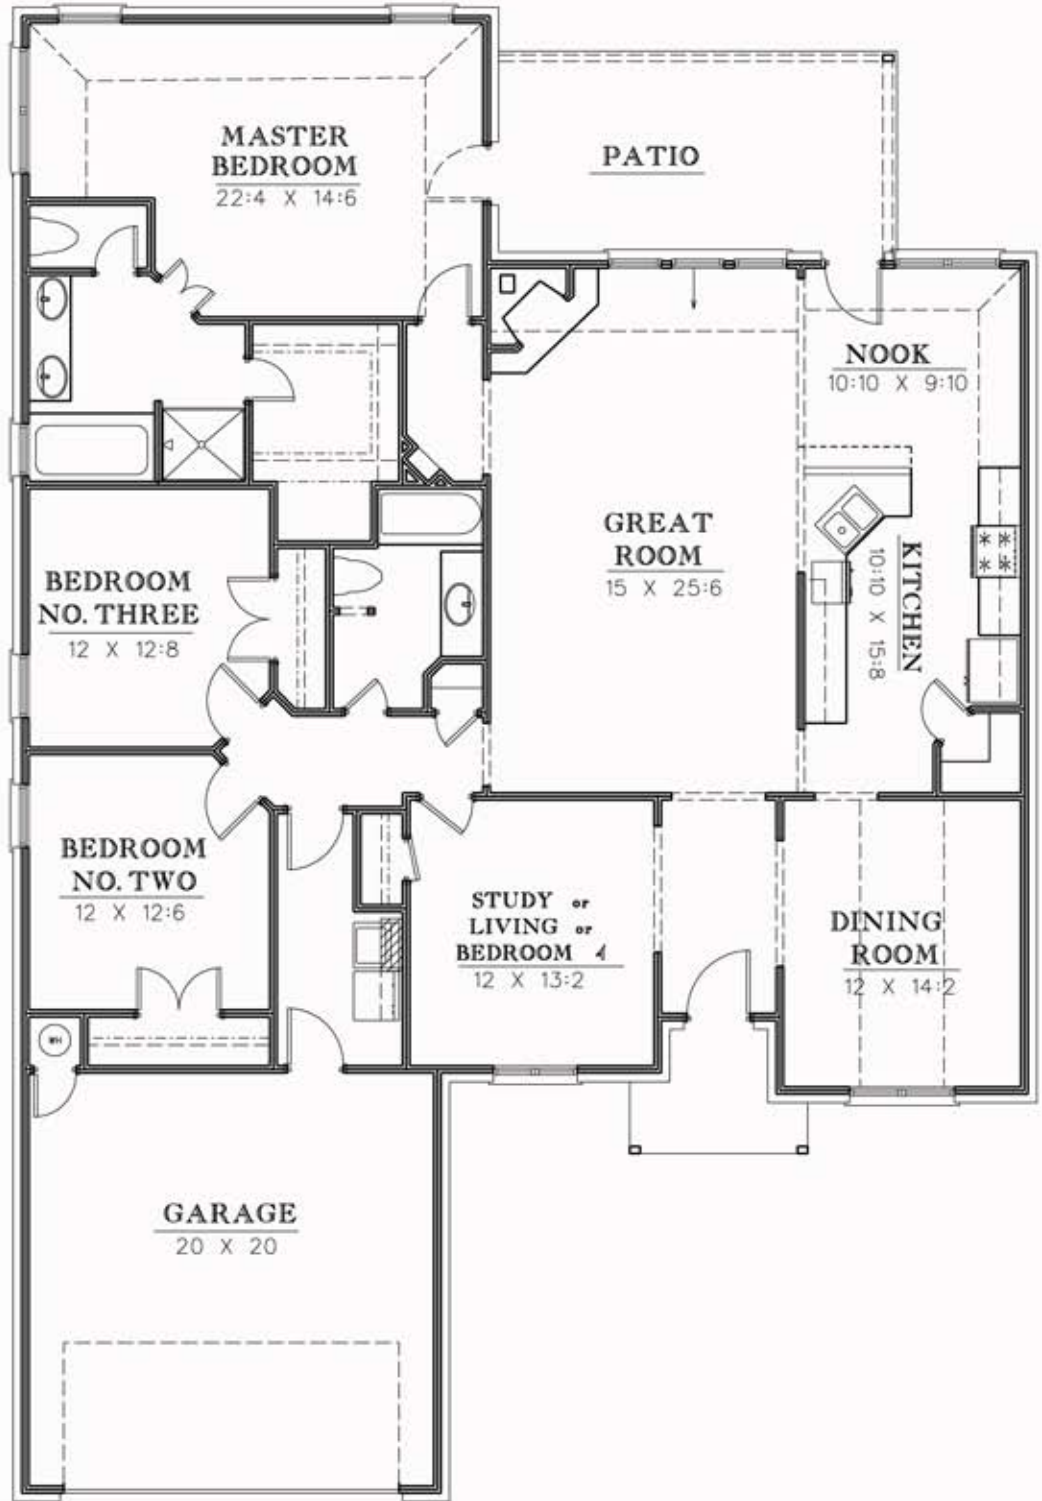 MASTER
BEDROOM
22:4 X 14:6
PATIO
NOOK
10:10 X 9:10
GREAT
ROOM
15 X 25:6
KITCHEN
10:10 X 15:8
BEDROOM
NO. THREE
12 X 12:8
BEDROOM
NO. TWO
12 X 12:6
STUDY or
LIVING or
BEDROOM 4
12 X 13:2
DINING
ROOM
12 X 14:2
WH
GARAGE
20 X 20